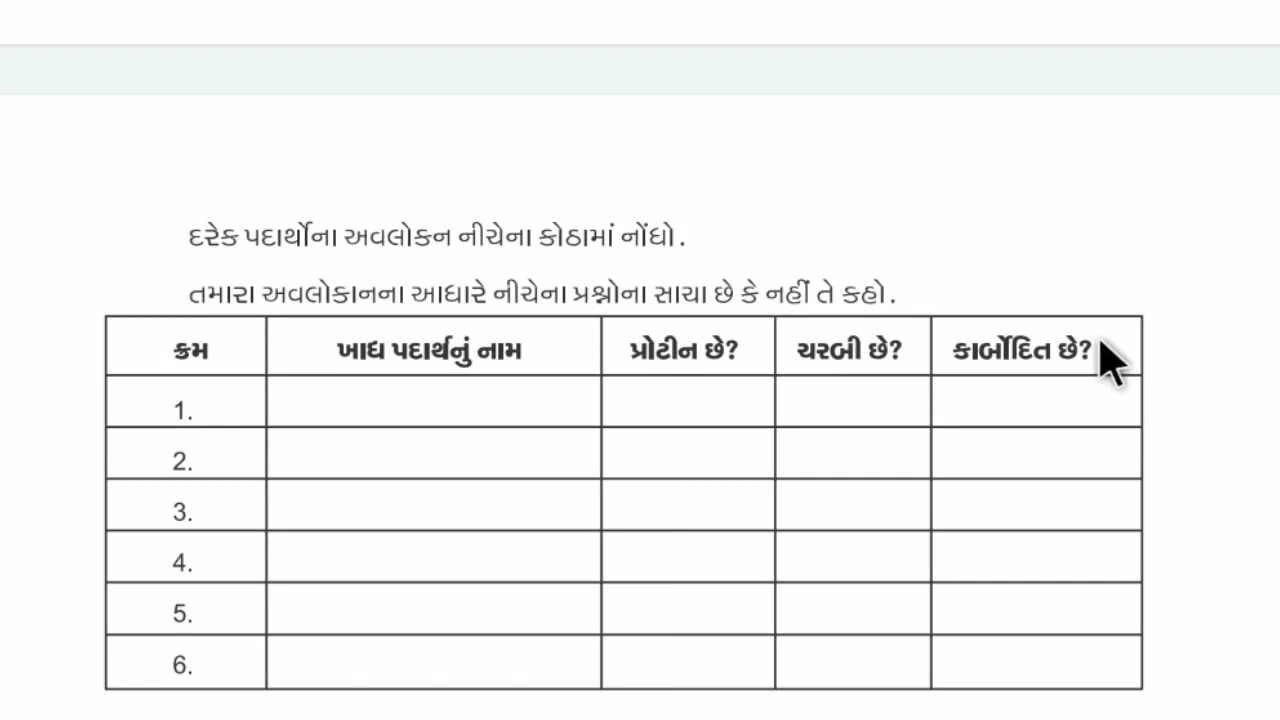 દરેક પદાર્થોના અવલોકન નીચેના કોઠામાં નોંધો.
તમારા અવલોકાનના આધારે નીચેના પ્રશ્નોના સાચા છે કે નહીં તે કહો.
ક્રમ ખાદ્ય પદાર્થનું નામ પ્રોટીન છે? ચરબી છે? કાર્બોદિત છે?
1.
2.
3.
4.
5.
6.